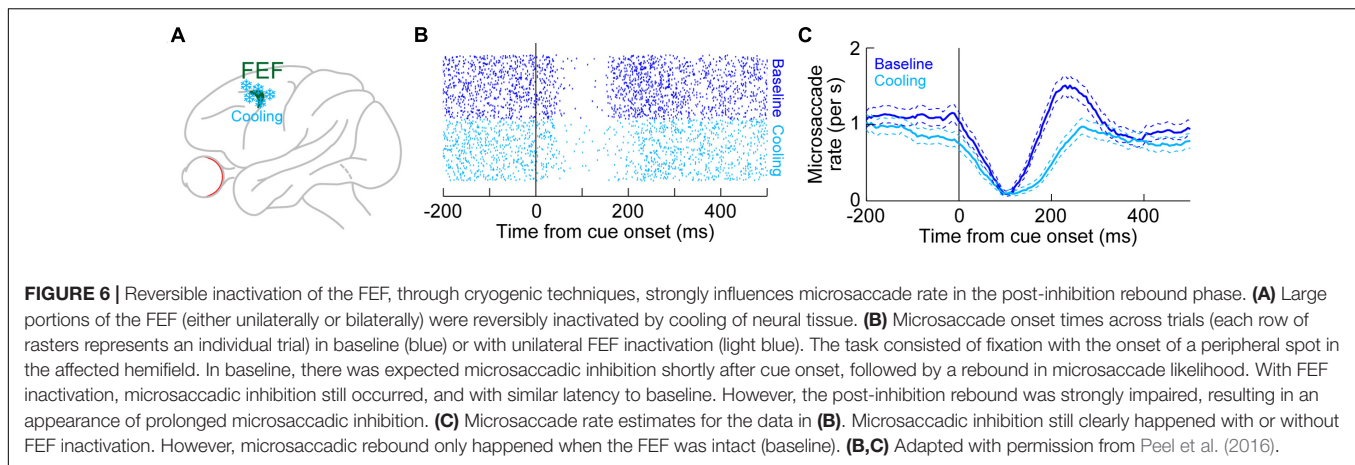 A
B
C
FEF
Cooling
Baseline
Cooling
-200 0 200 400
Time from cue onset (ms)
2
1
0
Microsaccade
rate (per s)
Baseline
Cooling
-200 0 200 400
Time from cue onset (ms)
FIGURE 6 | Reversible inactivation of the FEF, through cryogenic techniques, strongly influences microsaccade rate in the post-inhibition rebound phase. (A) Large
portions of the FEF (either unilaterally or bilaterally) were reversibly inactivated by cooling of neural tissue. (B) Microsaccade onset times across trials (each row of
rasters represents an individual trial) in baseline (blue) or with unilateral FEF inactivation (light blue). The task consisted of fixation with the onset of a peripheral spot in
the affected hemifield. In baseline, there was expected microsaccadic inhibition shortly after cue onset, followed by a rebound in microsaccade likelihood. With FEF
inactivation, microsaccadic inhibition still occurred, and with similar latency to baseline. However, the post-inhibition rebound was strongly impaired, resulting in an
appearance of prolonged microsaccadic inhibition. (C) Microsaccade rate estimates for the data in (B). Microsaccadic inhibition still clearly happened with or without
FEF inactivation. However, microsaccadic rebound only happened when the FEF was intact (baseline). (B,C) Adapted with permission from Peel et al. (2016).